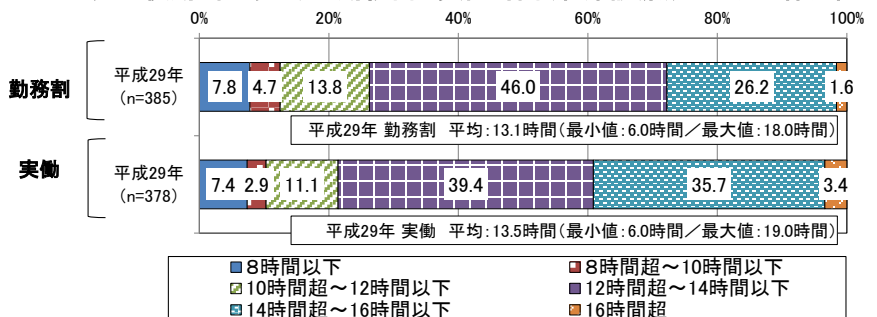 0% 20% 40% 60% 80% 100%
勤務割
平成29年
(n=385)
7.8 4.7 13.8 46.0 26.2 1.6
平成29年 勤務割 平均:13.1時間(最小値:6.0時間/最大値:18.0時間)
実働
平成29年
(n=378)
7.4 2.9 11.1 39.4 35.7 3.4
平成29年 実働 平均:13.5時間(最小値:6.0時間/最大値:19.0時間)
8時間以下 8時間超~10時間以下
10時間超~12時間以下 12時間超~14時間以下
14時間超~16時間以下 16時間超